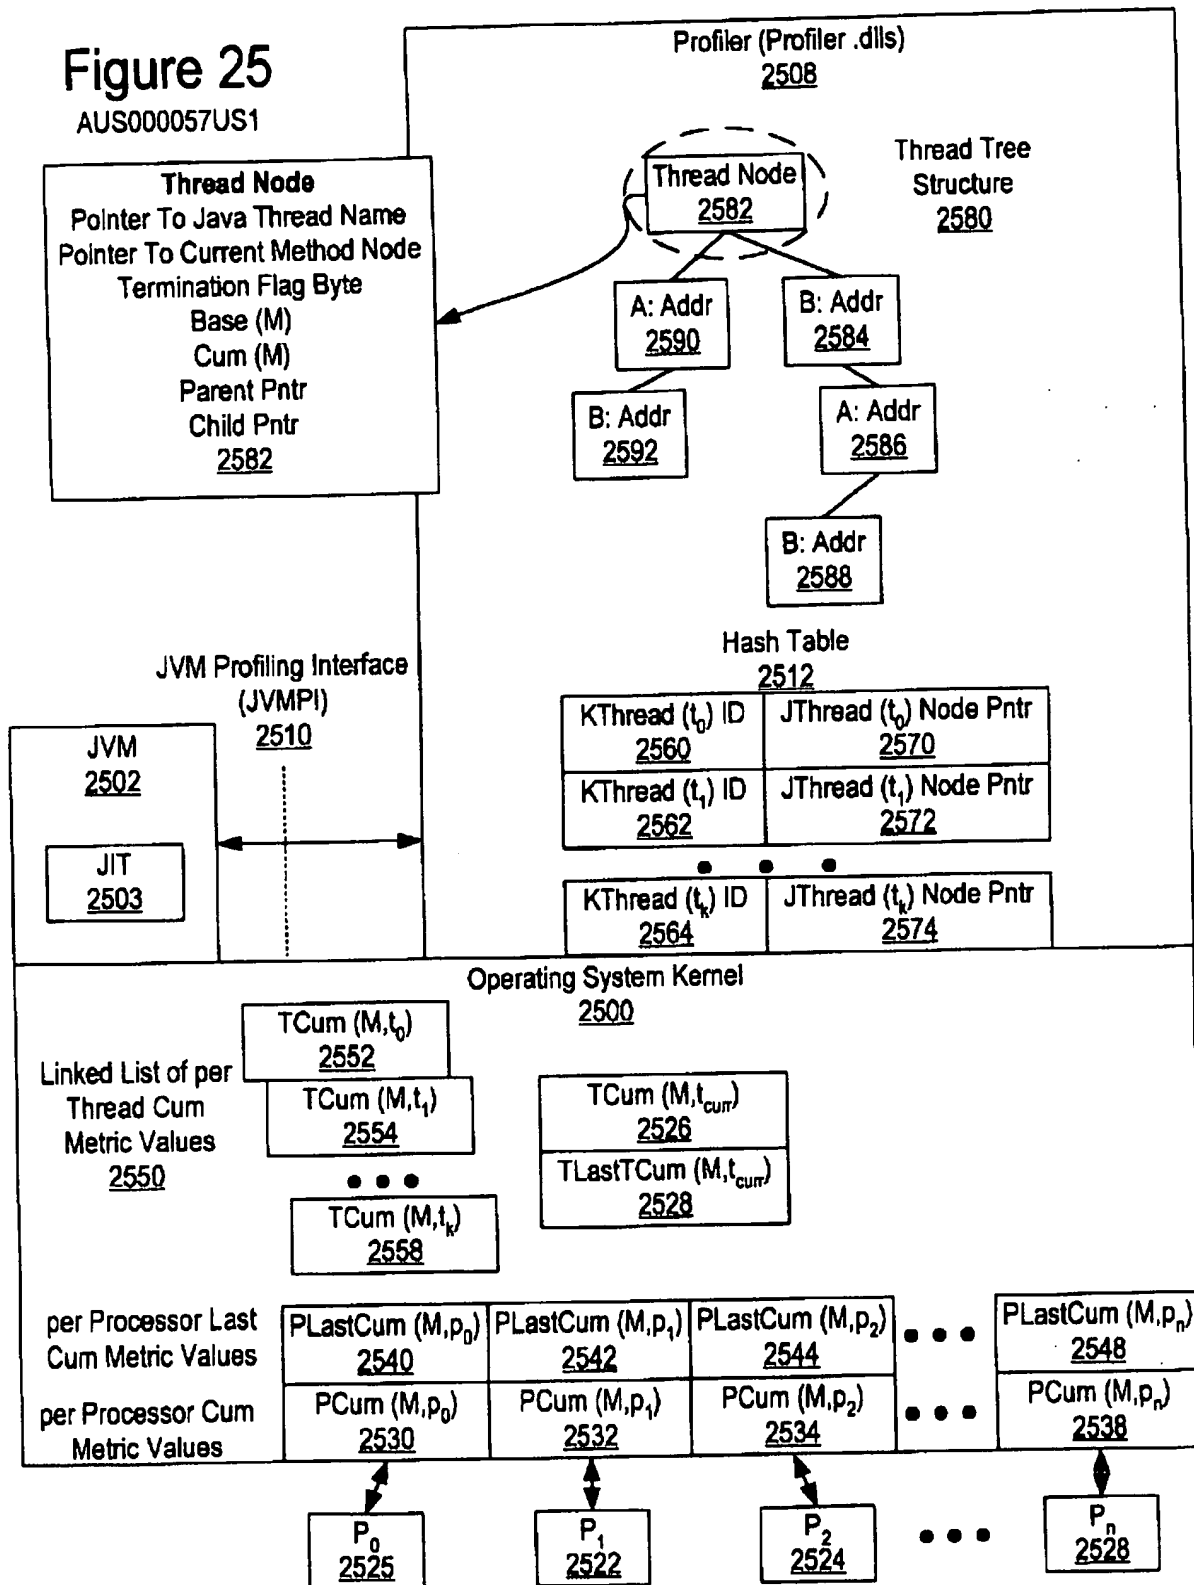 Figure 25
AUS000057US1
Profiler (Profiler .dlls)
2508
Thread Node
Pointer To Java Thread Name
Pointer To Current Method Node
Termination Flag Byte
Base (M)
Cum (M)
Parent Pntr
Child Pntr
2582
Thread Node
2582
Thread Tree
Structure
2580
A: Addr
2590
B: Addr
2584
B: Addr
2592
A: Addr
2586
B: Addr
2588
Hash Table
2512
JVM Profiling Interface
(JVMPI)
2510
KThread (t0) ID
2560
JThread (t0) Node Pntr
2570
KThread (t1) ID
2562
JThread (t1) Node Pntr
2572
KThread (tk) ID
2564
JThread (tk) Node Pntr
2574
JVM
2502
JIT
2503
Operating System Kernel
2500
Linked List of per
Thread Cum
Metric Values
2550
TCum (M,t0)
2552
TCum (M,t1)
2554
TCum (M,tk)
2558
TCum (M,tcurr)
2526
TLastTCum (M,tcurr)
2528
per Processor Last
Cum Metric Values
PLastCum (M,p0)
2540
PLastCum (M,p1)
2542
PLastCum (M,p2)
2544
PLastCum (M,pn)
2548
per Processor Cum
Metric Values
PCum (M,p0)
2530
PCum (M,p1)
2532
PCum (M,p2)
2534
PCum (M,pn)
2538
P0
2525
P1
2522
P2
2524
Pn
2528